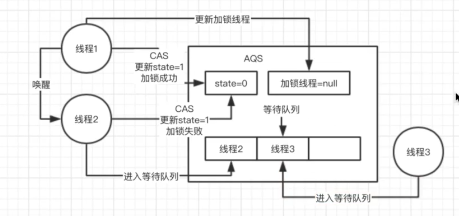 更新加锁线程
线程1
CAS
更新state=1
加锁成功
AQS
state=0
加锁线程=null
唤醒
CAS
更新state=1
加锁失败
等待队列
线程2
线程2
线程3
线程3
进入等待队列
进入等待队列